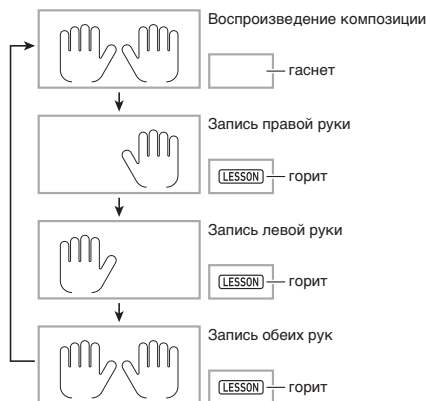 Воспроизведение композиции
гаснет
Запись правой руки
LESSON горит
Запись левой руки
LESSON горит
Запись обеих рук
LESSON горит